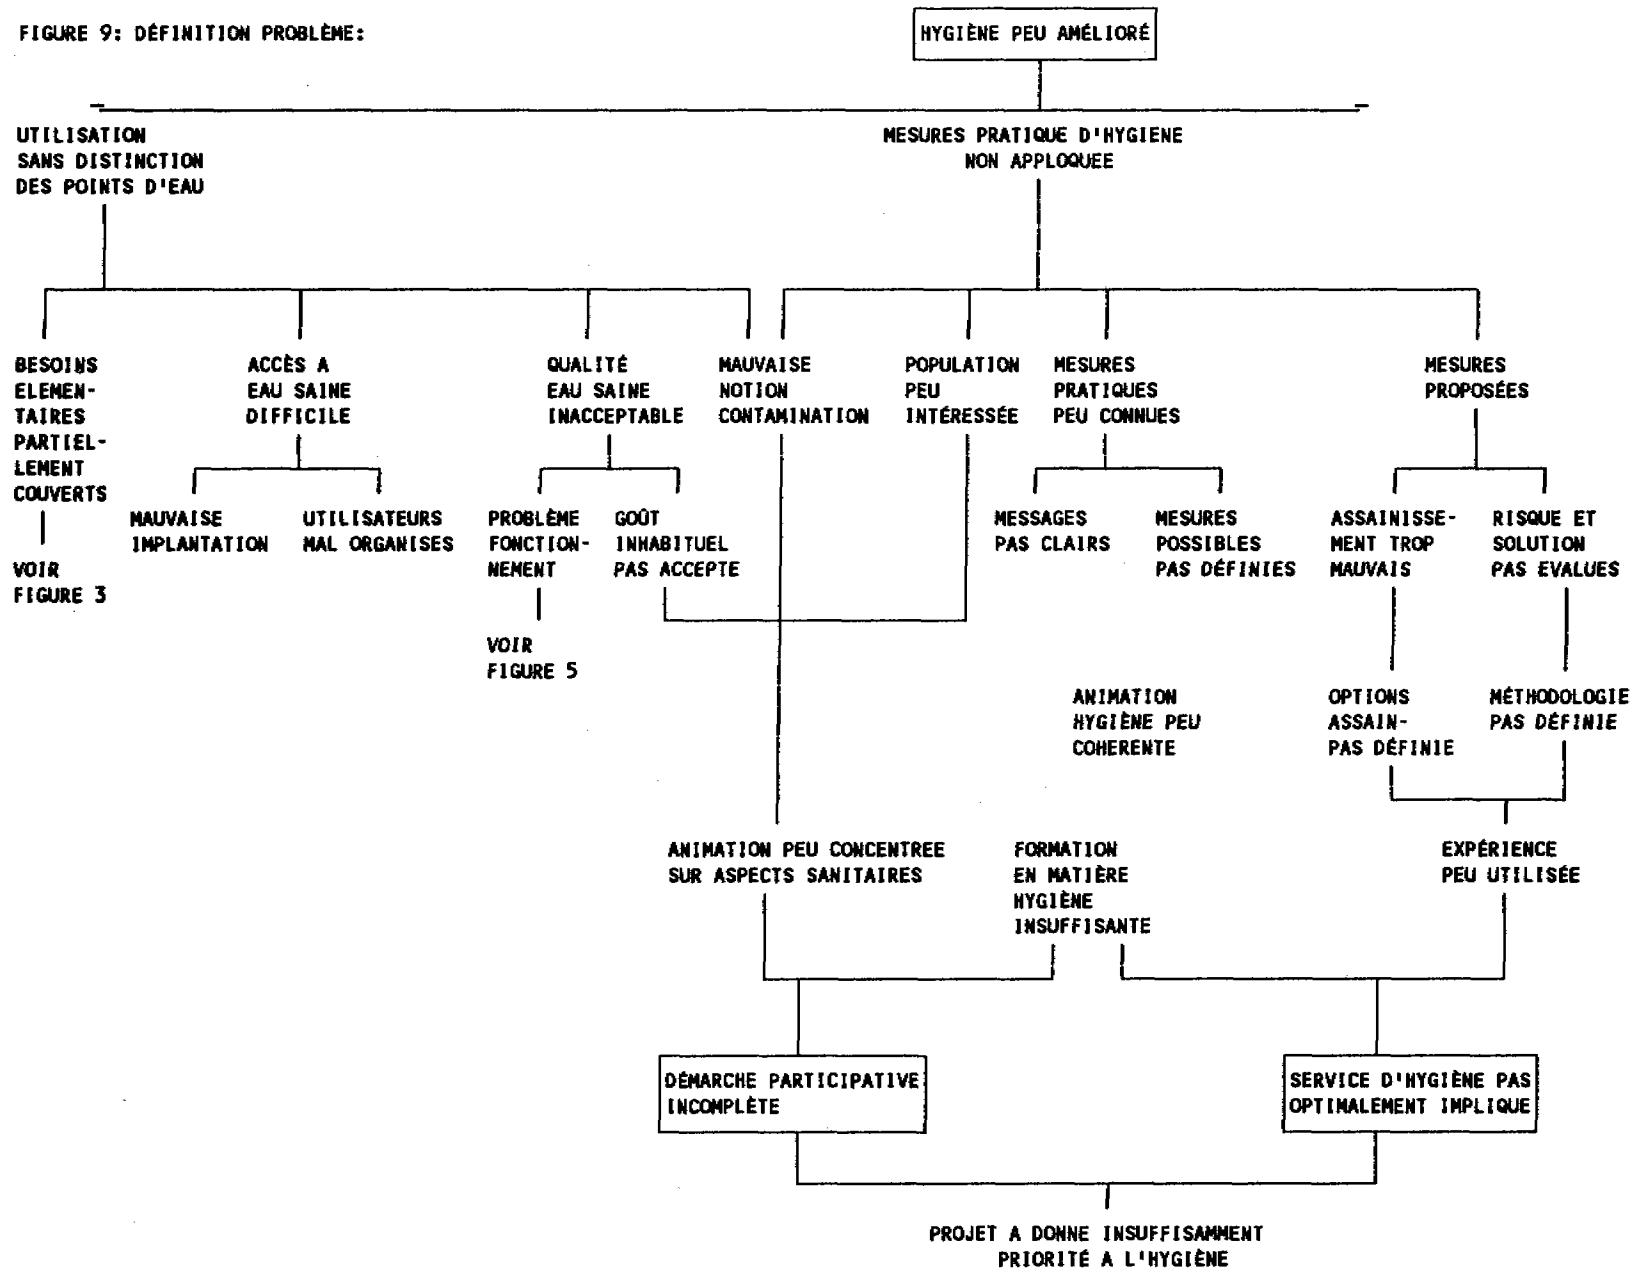 FIGURE 9: DÉFINITION PROBLÈME:
HYGIÈNE PEU AMÉLIORÉ
UTILISATION
SANS DISTINCTION
DES POINTS D'EAU
MESURES PRATIQUE D'HYGIENE
NON APPLOQUEE
BESOINS
ELEMEN-
TAIRES
PARTIEL-
LEMENT
COUVERTS
VOIR
FIGURE 3
ACCÈS A
EAU SAINE
DIFFICILE
MAUVAISE
IMPLANTATION
UTILISATEURS
MAL ORGANISES
QUALITÉ
EAU SAINE
INACCEPTABLE
PROBLÈME
FONCTION-
NEMENT
VOIR
FIGURE 5
GOÛT
INHABITUEL
PAS ACCEPTE
MAUVAISE
NOTION
CONTAMINATION
POPULATION
PEU
INTÉRESSÉE
MESURES
PRATIQUES
PEU CONNUES
MESSAGES
PAS CLAIRS
MESURES
POSSIBLES
PAS DÉFINIES
MESURES
PROPOSÉES
ASSAINISSE-
MENT TROP
MAUVAIS
RISQUE ET
SOLUTION
PAS EVALUES
ANIMATION
HYGIÈNE PEU
COHERENTE
OPTIONS
ASSAIN-
PAS DÉFINIE
MÉTHODOLOGIE
PAS DÉFINIE
ANIMATION PEU CONCENTREE
SUR ASPECTS SANITAIRES
FORMATION
EN MATIÈRE
HYGIÈNE
INSUFFISANTE
EXPÉRIENCE
PEU UTILISÉE
DÉMARCHE PARTICIPATIVE
INCOMPLÈTE
SERVICE D'HYGIÈNE PAS
OPTIMALEMENT IMPLIQUE
PROJET A DONNE INSUFFISAMMENT
PRIORITÉ A L'HYGIÈNE